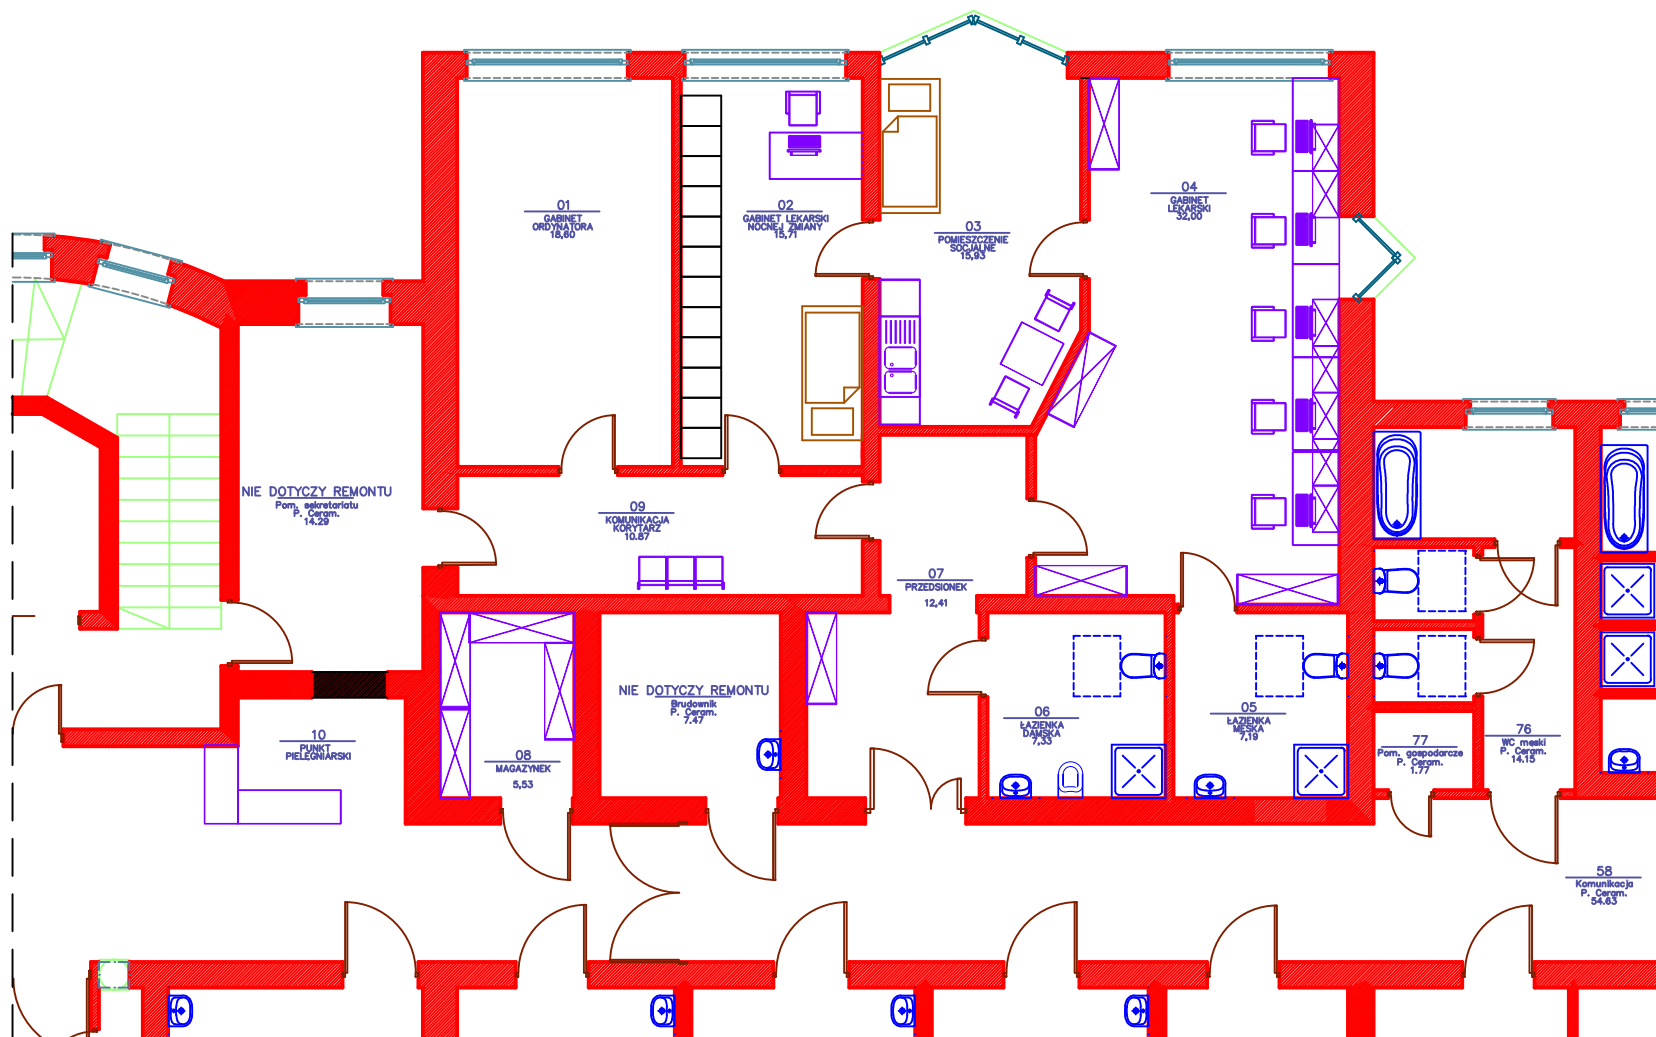 01
GABINET
ORDYNATORA
18,60
02
GABINET LEKARSKI
NOCNEJ ZMIANY
15,71
03
POMIESZCZENIE
SOCJALNE
15,93
04
GABINET
LEKARSKI
32,00
NIE DOTYCZY REMONTU
Pom. sekretariatu
P. Ceram.
14.29
09
KOMUNIKACJA
KORYTARZ
10.87
07
PRZEDSIONEK
12,41
NIE DOTYCZY REMONTU
Brudownik
P. Ceram.
7.47
06
ŁAZIENKA
DAMSKA
7,33
05
ŁAZIENKA
MĘSKA
7,19
10
PUNKT
PIELĘGNIARSKI
08
MAGAZYNEK
5,53
77
Pom. gospodarcze
P. Ceram.
1.77
76
WC meski
P. Ceram.
14.15
58
Komunikacja
P. Ceram.
54.63